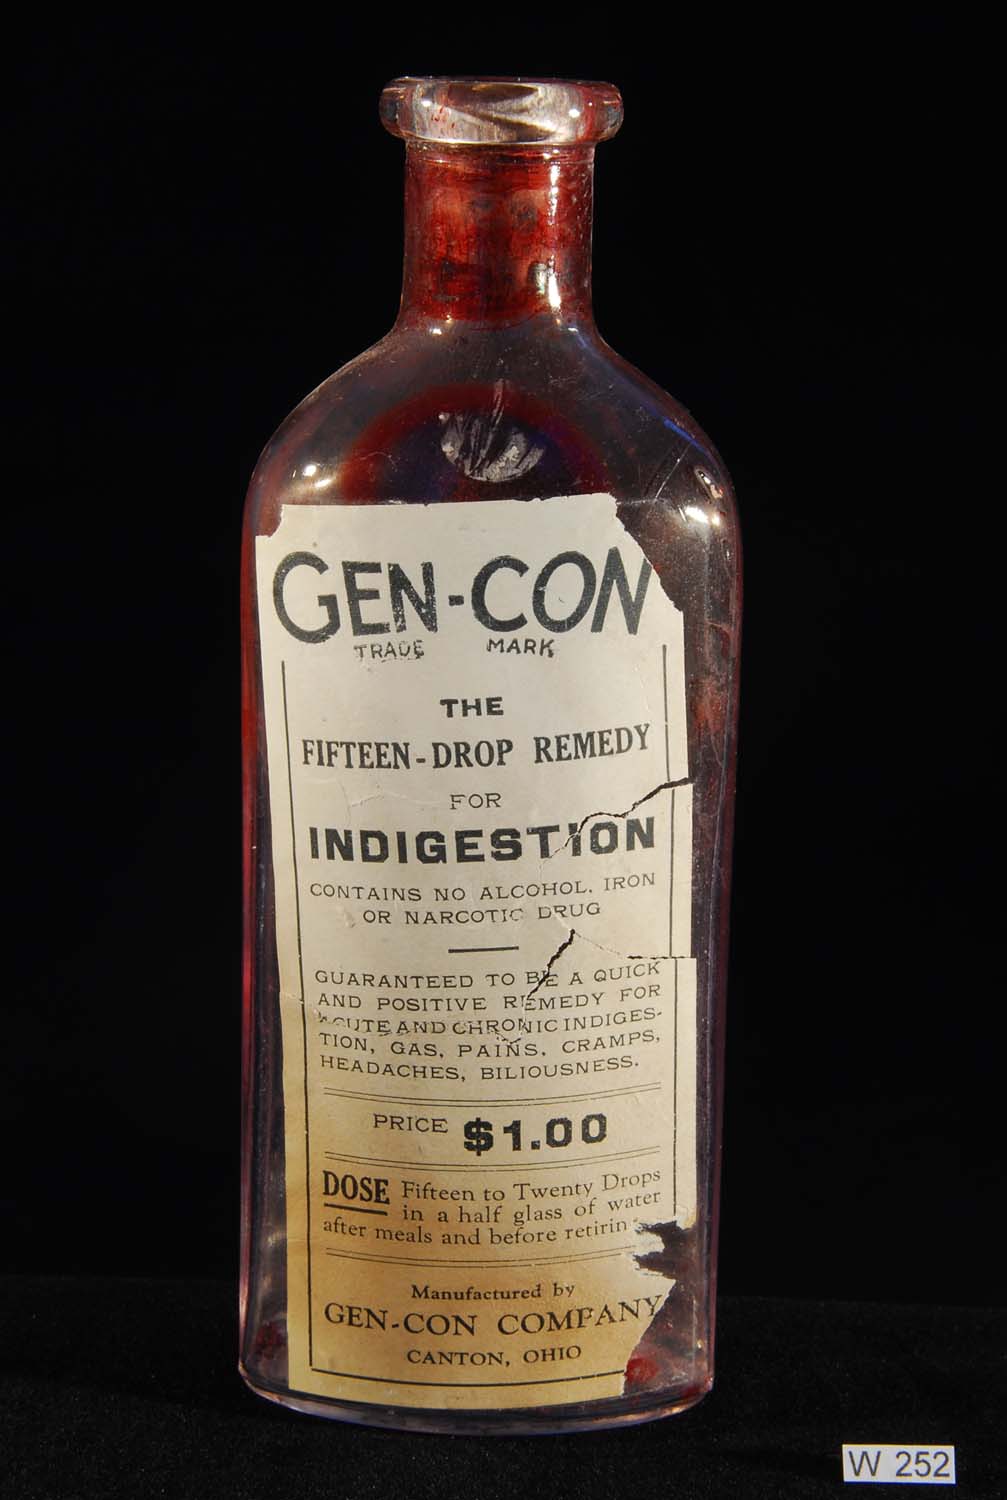 GEN-CON
TRADE MARK
THE
FIFTEEN-DROP REMEDY
FOR
INDIGESTION
CONTAINS NO ALCOHOL, IRON
OR NARCOTIC DRUG
GUARANTEED TO BE A QUICK
AND POSITIVE REMEDY FOR
ACUTE AND CHRONIC INDIGES-
TION, GAS, PAINS, CRAMPS,
HEADACHES, BILIOUSNESS.
PRICE $1.00
DOSE Fifteen to Twenty Drops
in a half glass of water
after meals and before retirin
Manufactured by
GEN-CON COMPANY
CANTON, OHIO
W 252